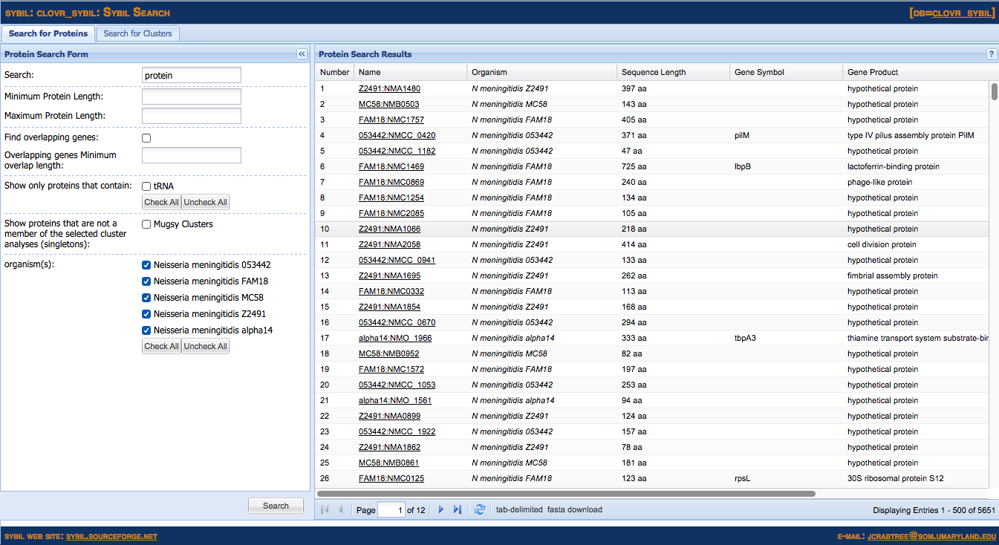 SYBIL: CLOVR_SYBIL: SYBIL SEARCH
[DB=CLOVR_SYBIL]
Search for Proteins Search for Clusters
Protein Search Form
Search: protein
Minimum Protein Length:
Maximum Protein Length:
Find overlapping genes:
Overlapping genes Minimum
overlap length:
Show only proteins that contain: tRNA
Check All Uncheck All
Show proteins that are not a
member of the selected cluster
analyses (singletons):
Mugsy Clusters
organism(s):
Neisseria meningitidis 053442
Neisseria meningitidis FAM18
Neisseria meningitidis MC58
Neisseria meningitidis Z2491
Neisseria meningitidis alpha14
Check All Uncheck All
Search
Protein Search Results ?
Number Name Organism Sequence Length Gene Symbol Gene Product
1 Z2491:NMA1480 N meningitidis Z2491 397 aa hypothetical protein
2 MC58:NMB0503 N meningitidis MC58 143 aa hypothetical protein
3 FAM18:NMC1757 N meningitidis FAM18 405 aa hypothetical protein
4 053442:NMCC_0420 N meningitidis 053442 371 aa pilM type IV pilus assembly protein PilM
5 053442:NMCC_1182 N meningitidis 053442 47 aa hypothetical protein
6 FAM18:NMC1469 N meningitidis FAM18 725 aa lbpB lactoferrin-binding protein
7 FAM18:NMC0869 N meningitidis FAM18 240 aa phage-like protein
8 FAM18:NMC1254 N meningitidis FAM18 134 aa hypothetical protein
9 FAM18:NMC2085 N meningitidis FAM18 105 aa hypothetical protein
10 Z2491:NMA1066 N meningitidis Z2491 218 aa hypothetical protein
11 Z2491:NMA2058 N meningitidis Z2491 414 aa cell division protein
12 053442:NMCC_0941 N meningitidis 053442 133 aa hypothetical protein
13 Z2491:NMA1695 N meningitidis Z2491 262 aa fimbrial assembly protein
14 FAM18:NMC0332 N meningitidis FAM18 113 aa hypothetical protein
15 Z2491:NMA1854 N meningitidis Z2491 168 aa hypothetical protein
16 053442:NMCC_0670 N meningitidis 053442 294 aa hypothetical protein
17 alpha14:NMO_1966 N meningitidis alpha14 333 aa tbpA3 thiamine transport system substrate-bir
18 MC58:NMB0952 N meningitidis MC58 82 aa hypothetical protein
19 FAM18:NMC1572 N meningitidis FAM18 197 aa hypothetical protein
20 053442:NMCC_1053 N meningitidis 053442 253 aa hypothetical protein
21 alpha14:NMO_1561 N meningitidis alpha14 94 aa hypothetical protein
22 Z2491:NMA0899 N meningitidis Z2491 124 aa hypothetical protein
23 053442:NMCC_1922 N meningitidis 053442 157 aa hypothetical protein
24 Z2491:NMA1862 N meningitidis Z2491 78 aa hypothetical protein
25 MC58:NMB0861 N meningitidis MC58 181 aa hypothetical protein
26 FAM18:NMC0125 N meningitidis FAM18 123 aa rpsL 30S ribosomal protein S12
Page 1 of 12 tab-delimited fasta download Displaying Entries 1 - 500 of 5651
SYBIL WEB SITE: SYBIL.SOURCEFORGE.NET
E-MAIL: JCRABTREE@SOM.UMARYLAND.EDU